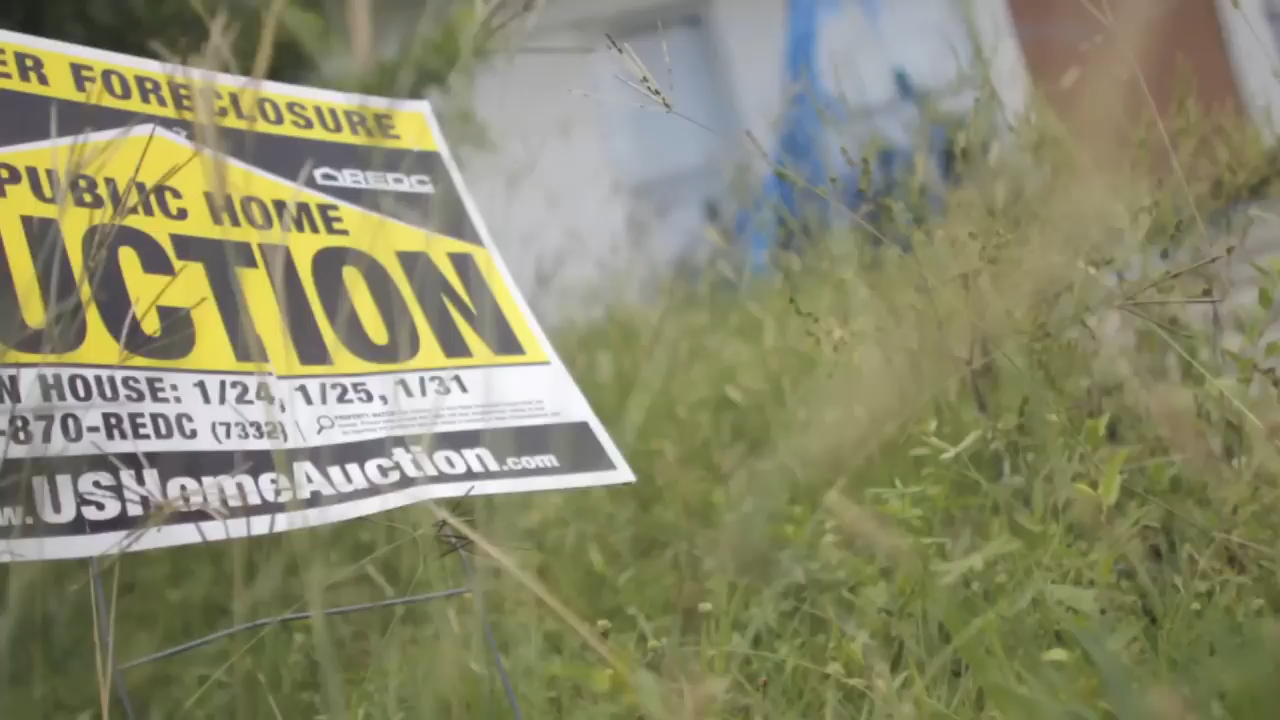 ER FORECLOSURE
REDC
PUBLIC HOME
UCTION
N HOUSE: 1/24, 1/25, 1/31
-870-REDC (7332)
w.USHomeAuction.com